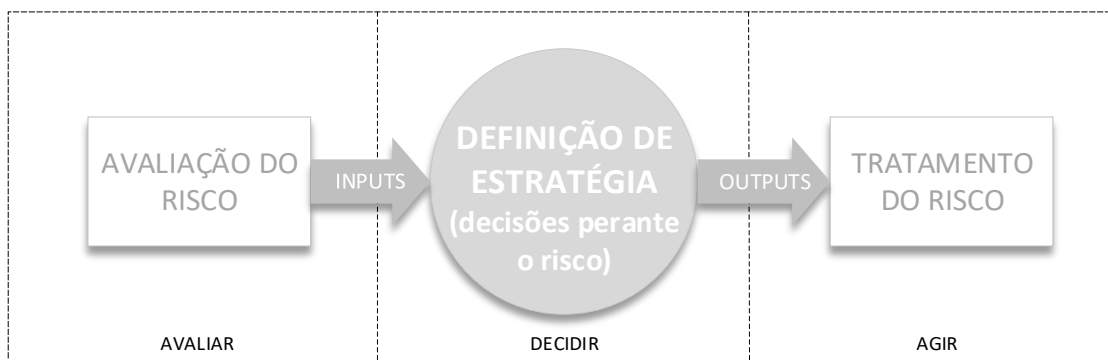 AVALIAÇÃO DO
RISCO
INPUTS
DEFINIÇÃO DE
ESTRATÉGIA
(decisões perante
o risco)
OUTPUTS
TRATAMENTO
DO RISCO
AVALIAR
DECIDIR
AGIR